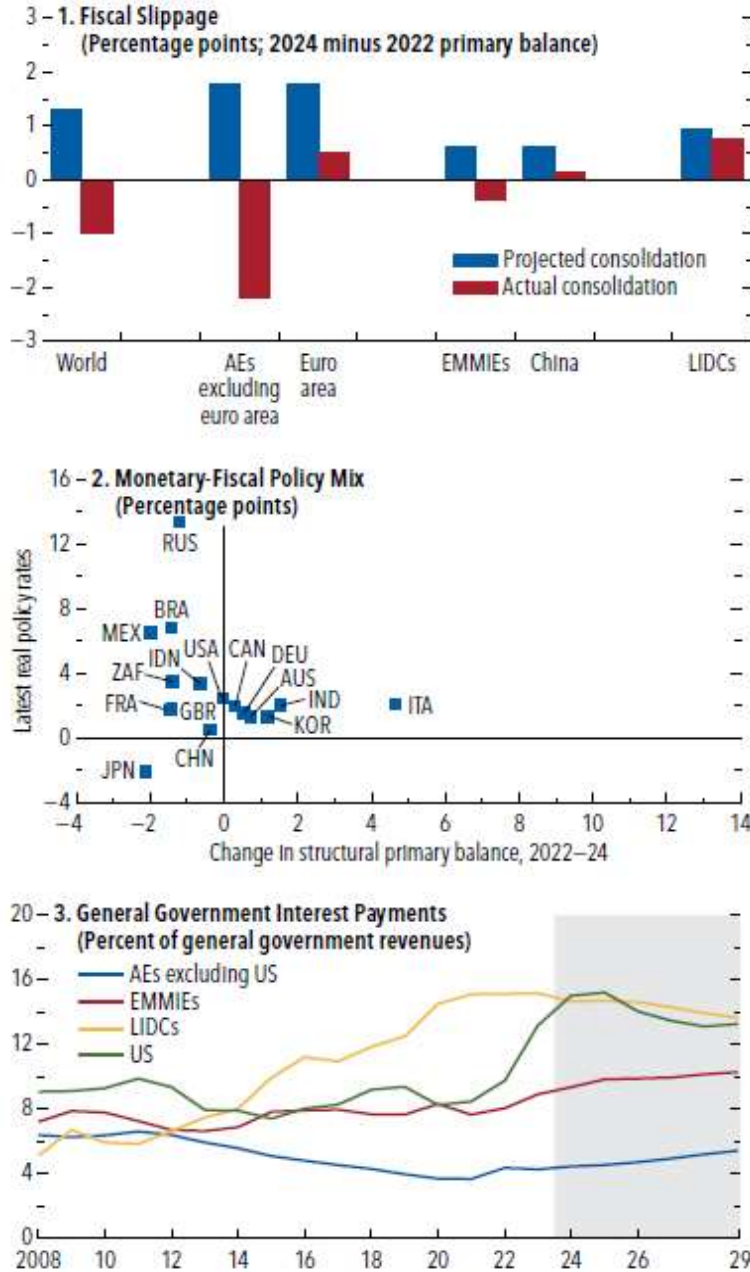 3
1. Fiscal Slippage
(Percentage points; 2024 minus 2022 primary balance)
2
1
0
−1
−2
−3
Projected consolidation
Actual consolidation
World
AEs
excluding
euro area
Euro
area
EMMIEs
China
LIDCs
16
2. Monetary-Fiscal Policy Mix
(Percentage points)
12
8
4
0
−4
Latest real policy rates
RUS
BRA
MEX
USA
CAN
DEU
IDN
ZAF
AUS
FRA
GBR
IND
ITA
KOR
CHN
JPN
−4 −2 0 2 4 6 8 10 12 14
Change in structural primary balance, 2022–24
20
3. General Government Interest Payments
(Percent of general government revenues)
AEs excluding US
EMMIEs
LIDCs
US
16
12
8
4
0
2008 10 12 14 16 18 20 22 24 26 29